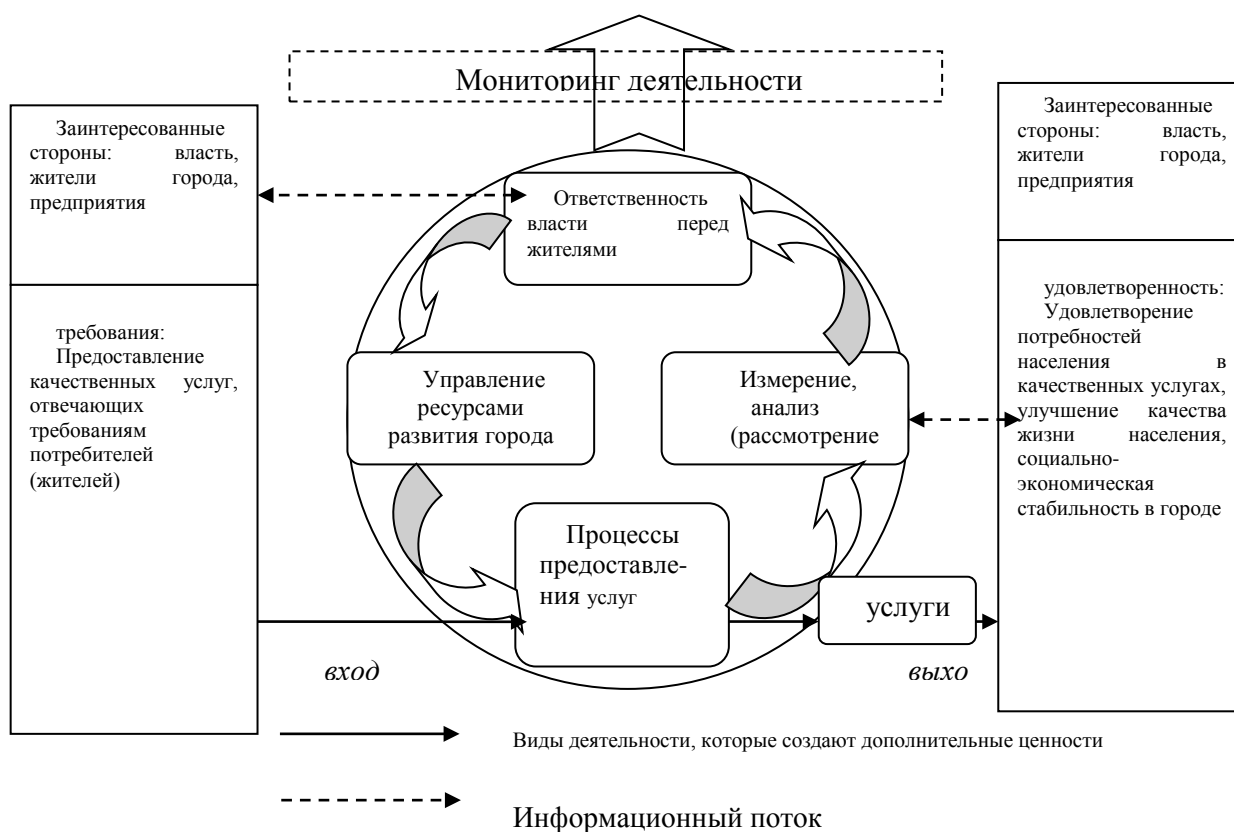 Мониторинг деятельности
Заинтересованные
стороны: власть,
жители города,
предприятия
требования:
Предоставление
качественных услуг,
отвечающих
требованиям
потребителей
(жителей)
Ответственность
власти перед
жителями
Управление
ресурсами
развития города
Измерение,
анализ
(рассмотрение
Процессы
предоставле-
ния услуг
услуги
вход
выхо
Заинтересованные
стороны: власть,
жители города,
предприятия
удовлетворенность:
Удовлетворение
потребностей
населения в
качественных услугах,
улучшение качества
жизни населения,
социально-
экономическая
стабильность в городе
Виды деятельности, которые создают дополнительные ценности
Информационный поток